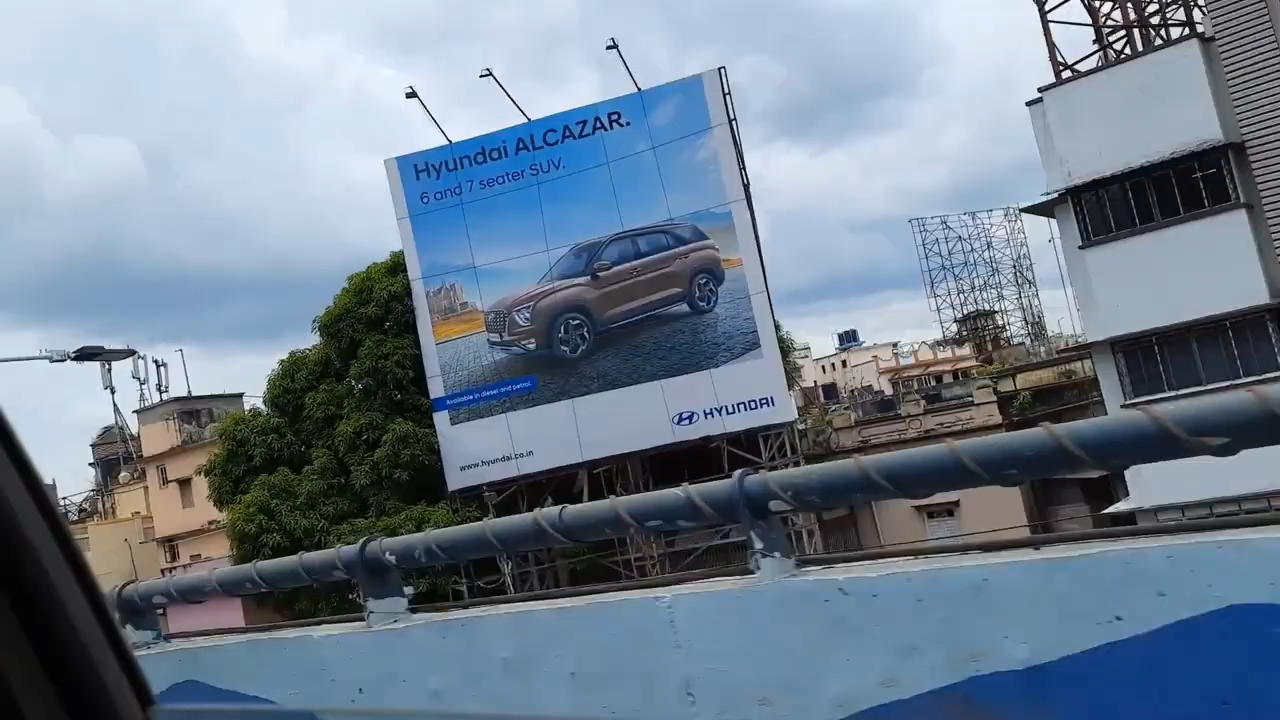 Hyundai ALCAZAR.
6 and 7 seater SUV.
Available in diesel and petrol.
HYUNDAI
www.hyundai.co.in